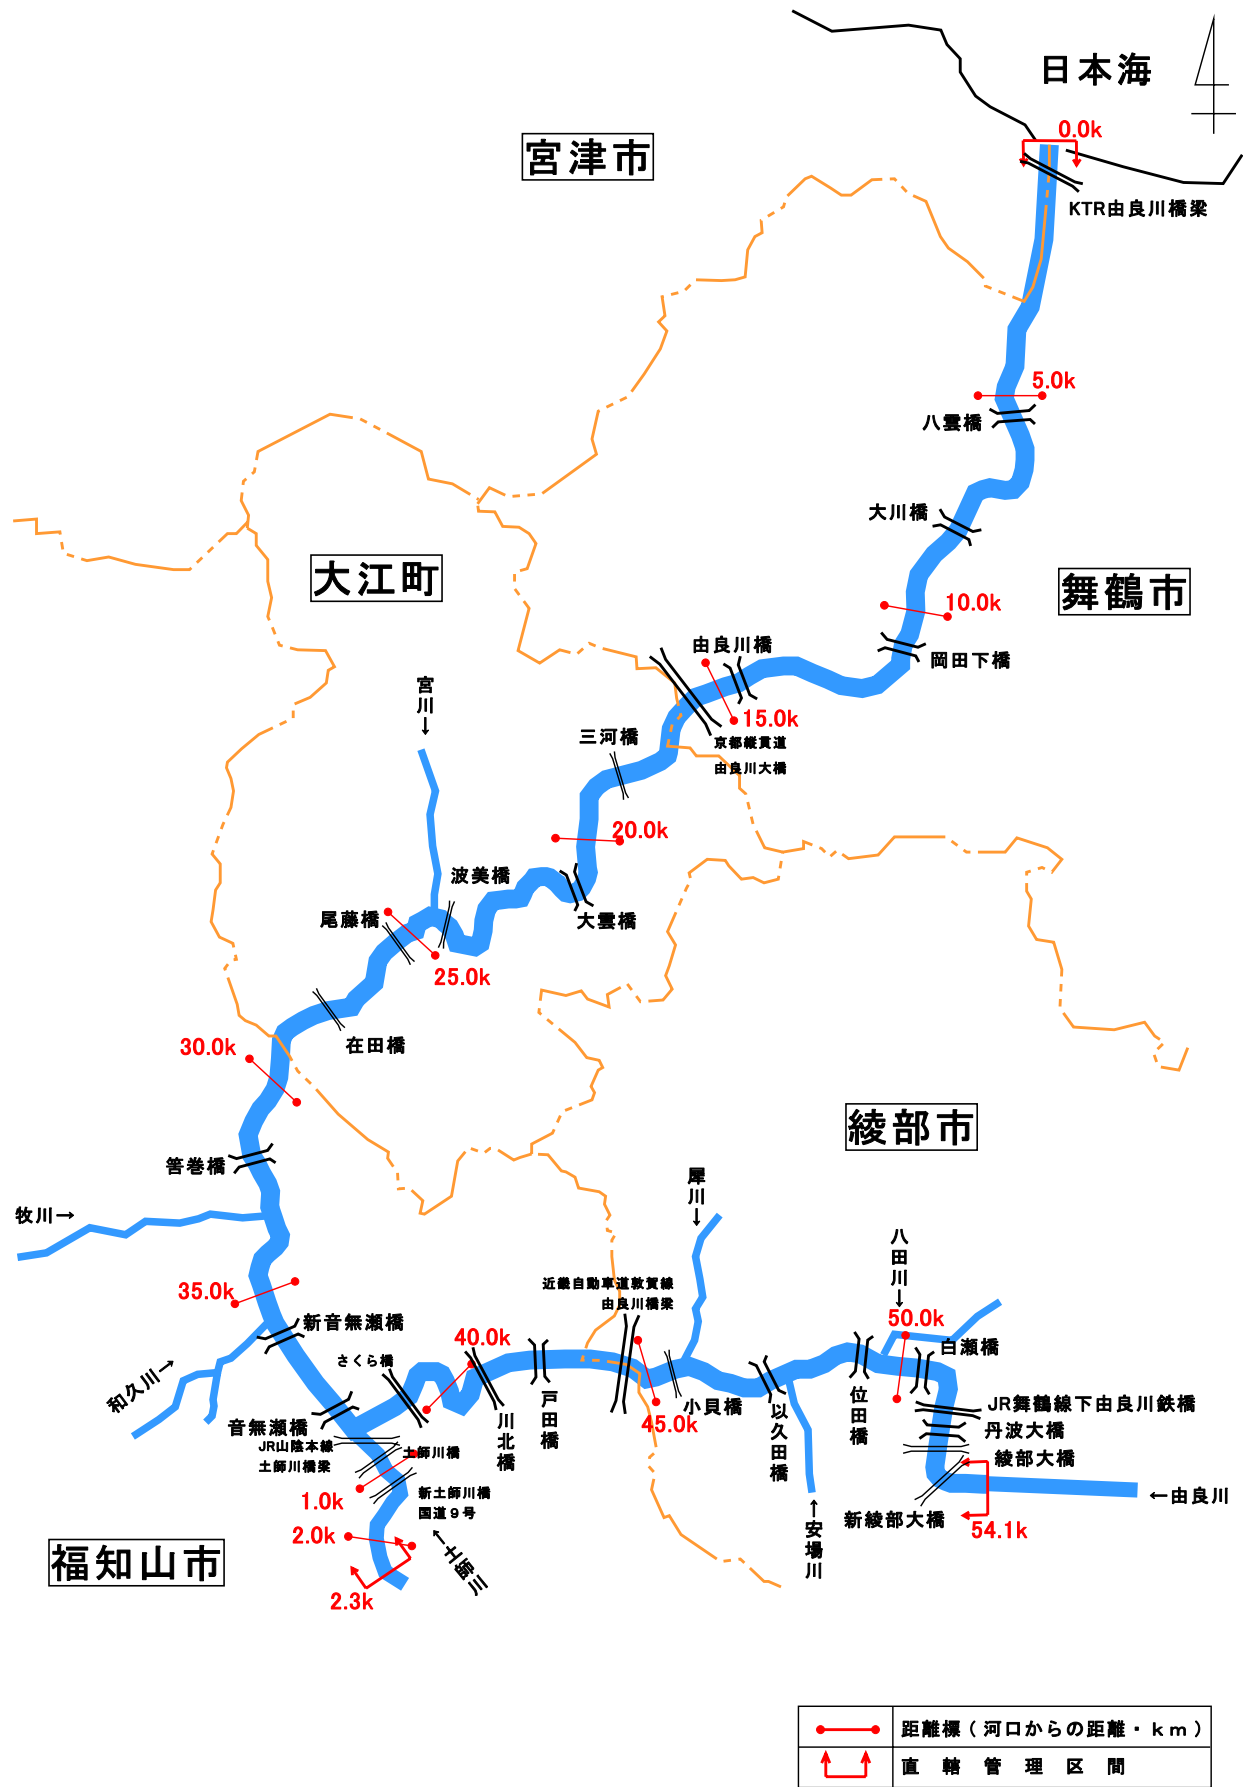 日本海
0.0k
宮津市
KTR由良川橋梁
5.0k
八雲橋
大川橋
大江町
舞鶴市
10.0k
由良川橋
岡田下橋
宮川→
15.0k
三河橋
京都縦貫道
由良川大橋
20.0k
波美橋
尾藤橋
大雲橋
25.0k
30.0k
在田橋
綾部市
筈巻橋
犀川→
牧川→
八田川→
近畿自動車道敦賀線
由良川橋梁
35.0k
新音無瀬橋
50.0k
40.0k
白瀬橋
さくら橋
和久川→
戸田橋
川北橋
45.0k
小貝橋
以久田橋
位田橋
JR舞鶴線下由良川鉄橋
音無瀬橋
丹波大橋
JR山陰本線
土師川橋梁
土師川橋
綾部大橋
1.0k
新土師川橋
国道９号
←由良川
新綾部大橋
54.1k
←安場川
2.0k
←土師川
福知山市
2.3k
距離標（河口からの距離・ｋｍ）
直轄管理区間